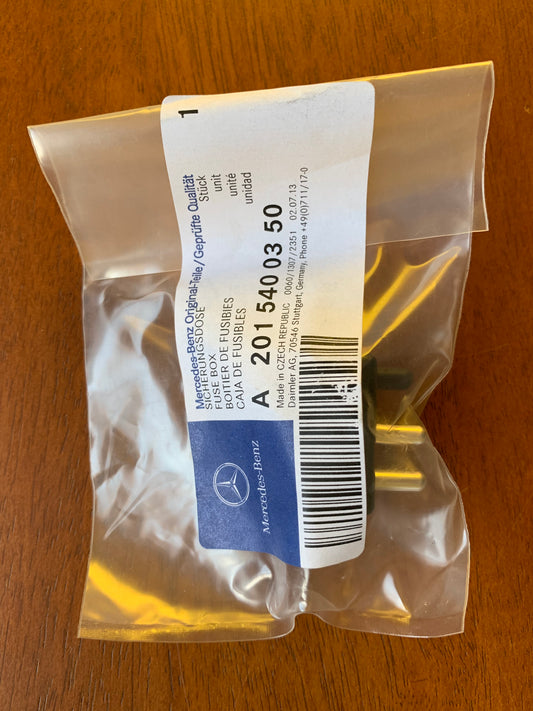 Mercedes-Benz Original-Teile/Geprüfte Qualität
SICHERUNGSDOSE
FUSE BOX
BOITIER DE FUSIBIES
CAJA DE FUSIBLES
1
Stück
unit
unité
unidad
A 201 540 03 50
Made in CZECH REPUBLIC 0060/1307/2351 02.07.13
Daimler AG, 70546 Stuttgart, Germany, Phone +49(0)711/17-0
Mercedes-Benz